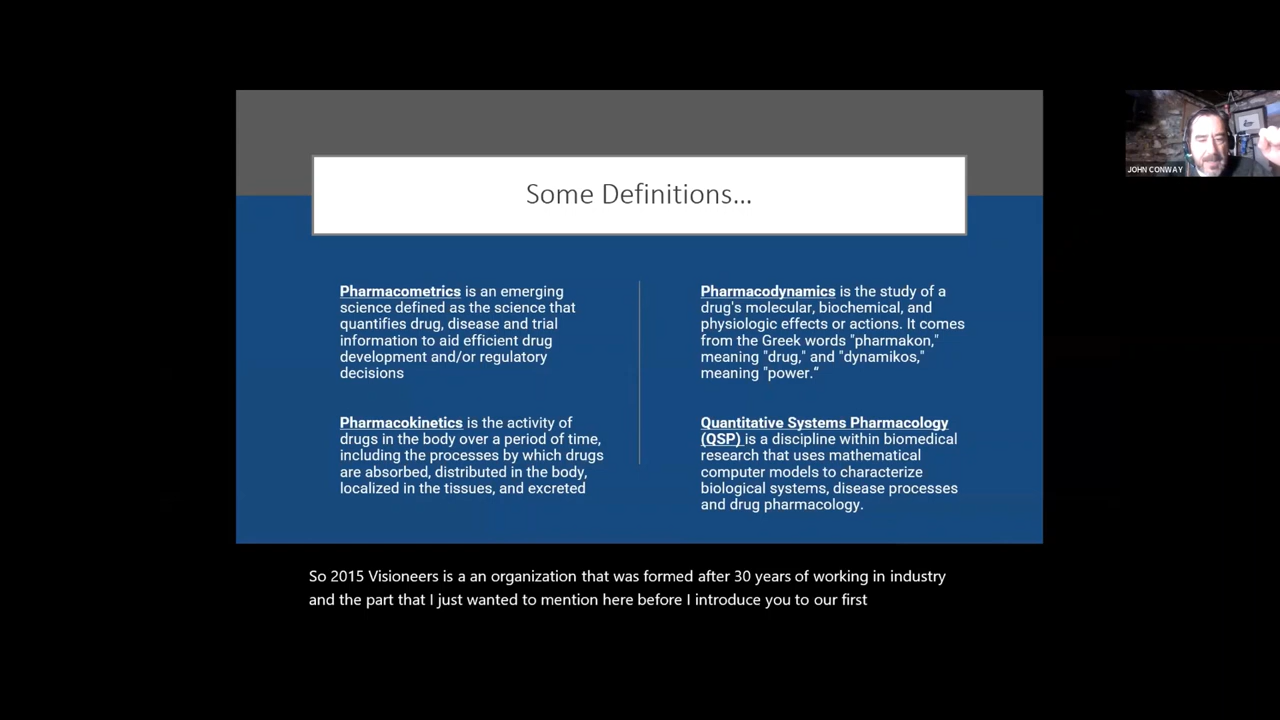 Some Definitions...
Pharmacometrics is an emerging
science defined as the science that
quantifies drug, disease and trial
information to aid efficient drug
development and/or regulatory
decisions
Pharmacokinetics is the activity of
drugs in the body over a period of time,
including the processes by which drugs
are absorbed, distributed in the body,
localized in the tissues, and excreted
Pharmacodynamics is the study of a
drug's molecular, biochemical, and
physiologic effects or actions. It comes
from the Greek words "pharmakon,"
meaning "drug," and "dynamikos,"
meaning "power.“
Quantitative Systems Pharmacology
(QSP) is a discipline within biomedical
research that uses mathematical
computer models to characterize
biological systems, disease processes
and drug pharmacology.
JOHN CONWAY
So 2015 Visioneers is a an organization that was formed after 30 years of working in industry
and the part that I just wanted to mention here before I introduce you to our first